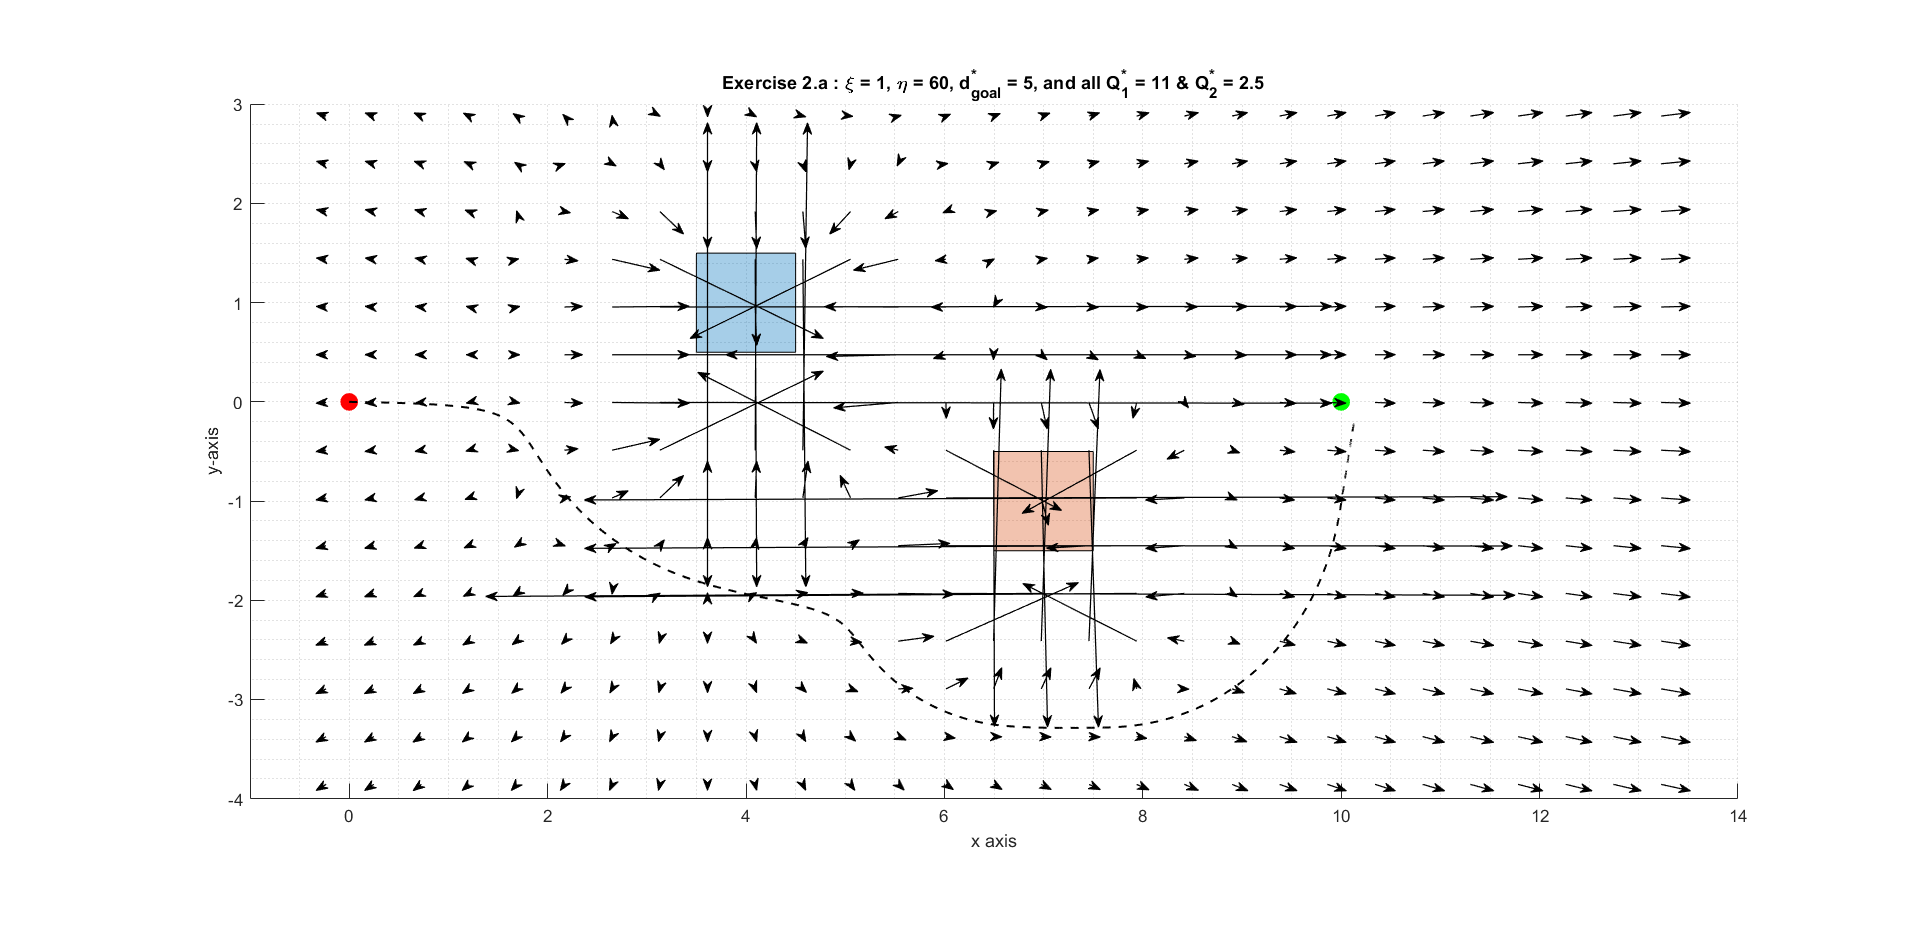 Exercise 2.a : ξ = 1, η = 60, d*goal = 5, and all Q*1 = 11 & Q*2 = 2.5
3
2
1
0
-1
-2
-3
-4
y-axis
0 2 4 6 8 10 12 14
x axis